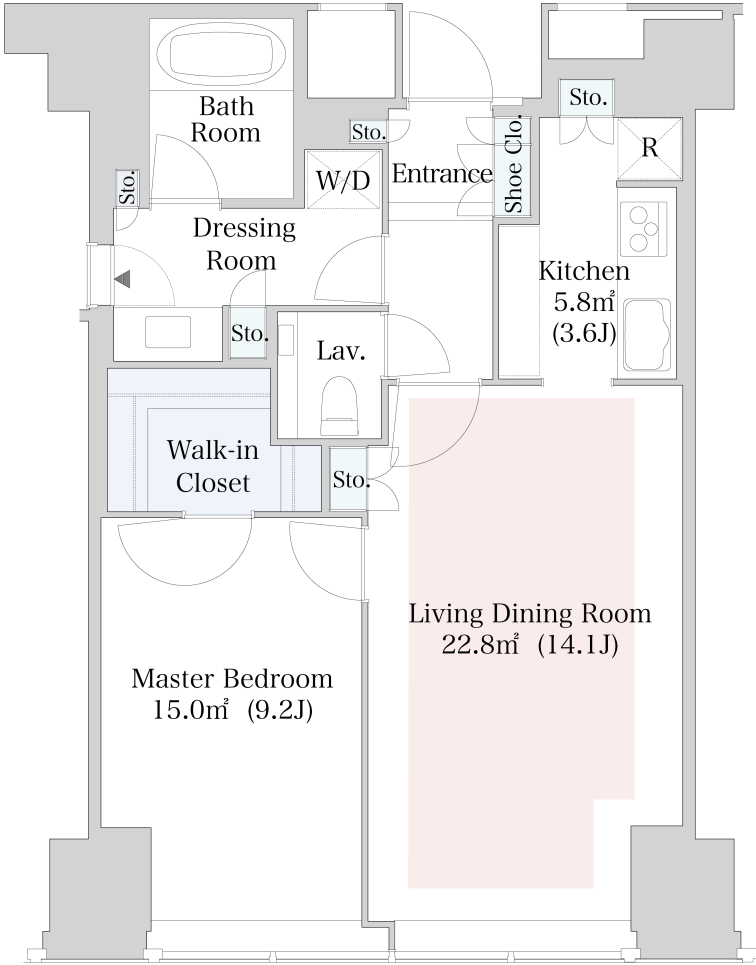 Sto.
Bath
Room
Sto.
Shoe Clo.
R
W/D
Entrance
Sto.
Dressing
Room
Kitchen
5.8㎡
(3.6J)
Sto.
Lav.
Walk-in
Closet
Sto.
Living Dining Room
22.8㎡ (14.1J)
Master Bedroom
15.0㎡ (9.2J)